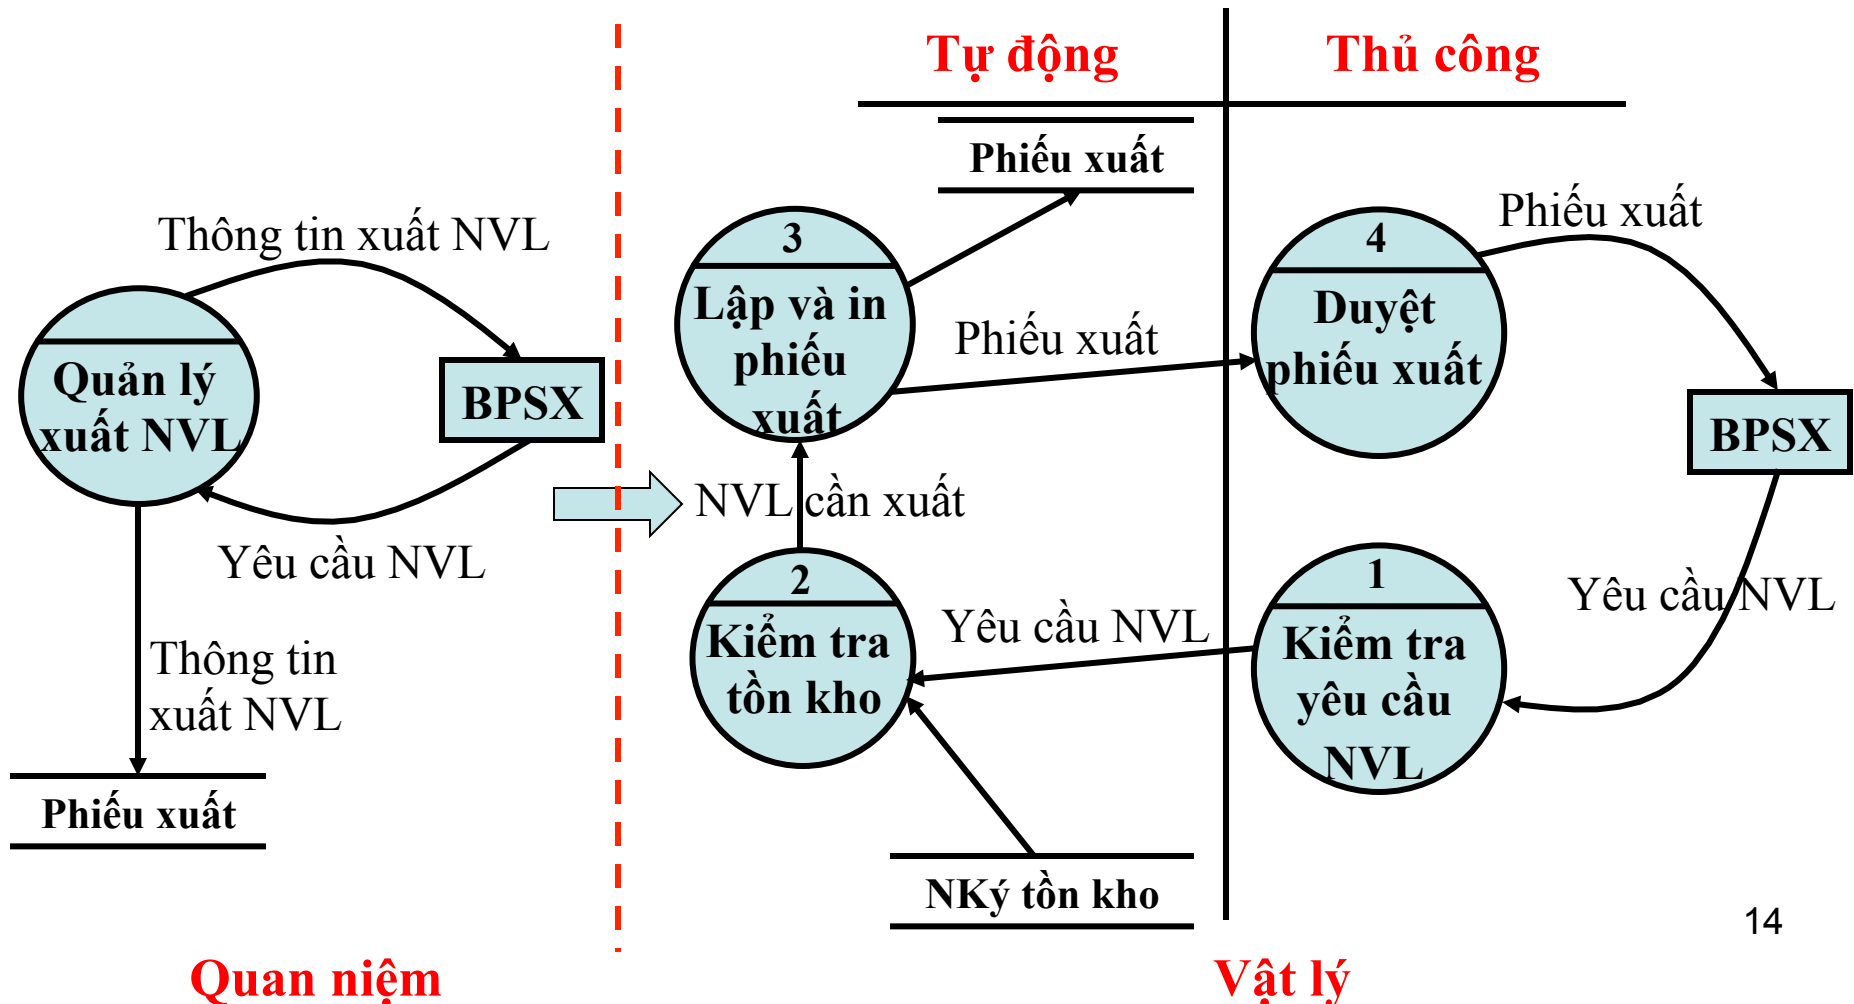 Tự động
Thủ công
Phiếu xuất
Thông tin xuất NVL
Quản lý
xuất NVL
BPSX
Yêu cầu NVL
Thông tin
xuất NVL
Phiếu xuất
3
Lập và in
phiếu
xuất
Phiếu xuất
4
Duyệt
phiếu xuất
Phiếu xuất
BPSX
NVL cần xuất
2
Kiểm tra
tồn kho
Yêu cầu NVL
1
Kiểm tra
yêu cầu
NVL
Yêu cầu NVL
NKý tồn kho
14
Quan niệm
Vật lý